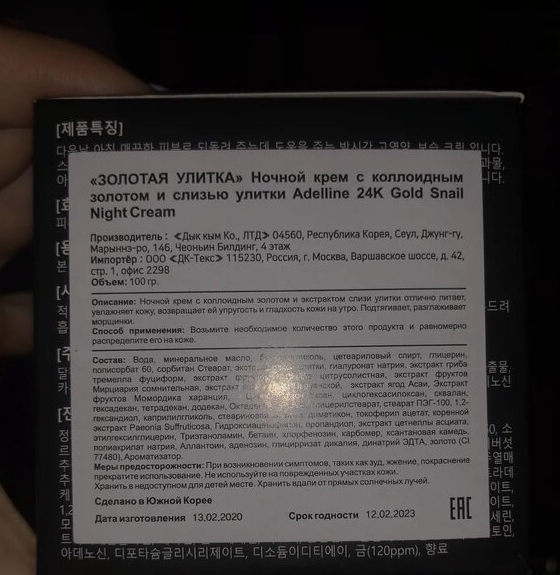 [제품특징]
«ЗОЛОТАЯ УЛИТКА» Ночной крем с коллоидным
золотом и слизью улитки Adelline 24K Gold Snail
Night Cream
Производитель : ≪Дык кым Ко., ЛТД≫ 04560, Республика Корея, Сеул, Джунг-гу,
Марыннэ-ро, 146, Чеоньин Билдинг, 4 этаж
Импортёр : ООО ≪ДК-Текс≫ 115230, Россия, г. Москва, Варшавское шоссе, д. 42,
стр. 1, офис 2298
Объем: 100 гр.
Описание: Ночной крем с коллоидным золотом и экстрактом слизи улитки отлично питает,
увлажняет кожу, возвращает ей упругость и гладкость кожи на утро. Подтягивает, разглаживает
морщинки.
Способ применения: Возьмите необходимое количество этого продукта и равномерно
распределите его на коже.
Состав: Вода, минеральное масло, цетеариловый спирт, глицерин,
полисорбат 60, сорбитан Стеарат, улитки, гиалуронат натрия, экстракт гриба
тремелла фуциформ, экстракт цитрусолистная, экстракт фруктов
Мирциария сомнительная, экстракт экстракт ягод Асаи, Экстракт
фруктов Момордика харанция, циклогексасилоксан, сквалан,
гексадекан, тетрадекан, додекан, стеарат ПЭГ-100, 1,2-
гександиол, каприлилгликоль, диметикон, токоферил ацетат, коренной
экстракт Paeonia Suffruticosa, пропандиол, экстракт центеллы асиата,
этилгексилглицерин, Триэтаноламин, бетаин, хлорфенозин, карбомер, ксантановая камедь,
полиакрилат натрия, Аллантоин, аденозин, глицирризат дикалия, динатрий ЭДТА, золото (CI
77480), Ароматизатор.
Меры предосторожности: При возникновении симптомов, таких как зуд, жжение, покраснение
прекратите использование. Не используйте на поврежденных участках кожи.
Хранить в недоступном для детей месте. Хранить вдали от прямых солнечных лучей.
Сделано в Южной Корее
Дата изготовления 13.02.2020 Срок годности 12.02.2023 EAC
아데노신, 디포타슘글리시리제이트, 디소듐이디티에이, 금(120ppm), 향료